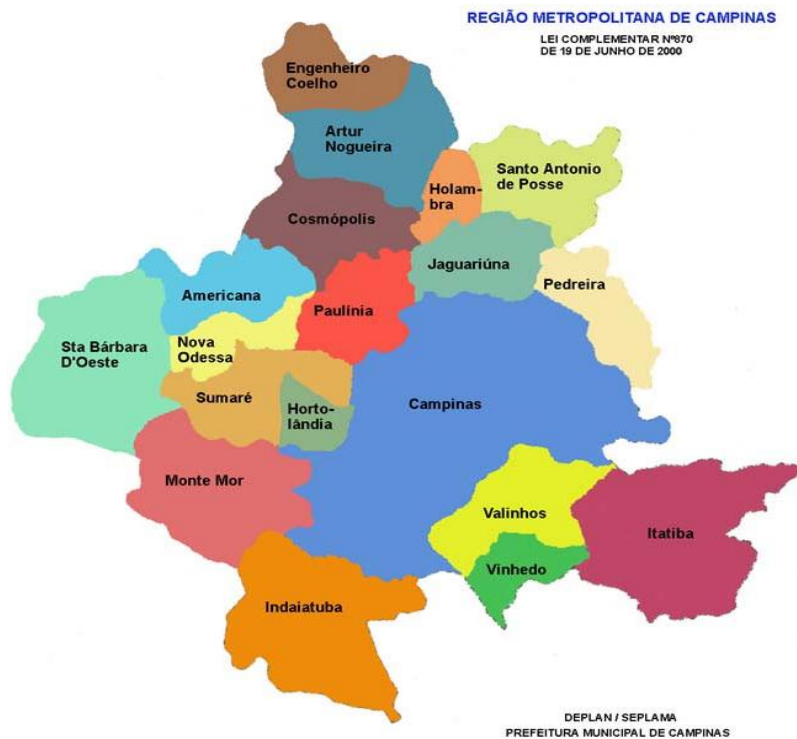 REGIÃO METROPOLITANA DE CAMPINAS
LEI COMPLEMENTAR Nº870
DE 19 DE JUNHO DE 2000
Engenheiro
Coelho
Artur
Nogueira
Santo Antonio
de Posse
Holam-
bra
Cosmópolis
Jaguariúna
Pedreira
Americana
Paulínia
Nova
Odessa
Sta Bárbara
D'Oeste
Sumaré
Horto-
lândia
Campinas
Monte Mor
Valinhos
Itatiba
Vinhedo
Indaiatuba
DEPLAN / SEPLAMA
PREFEITURA MUNICIPAL DE CAMPINAS